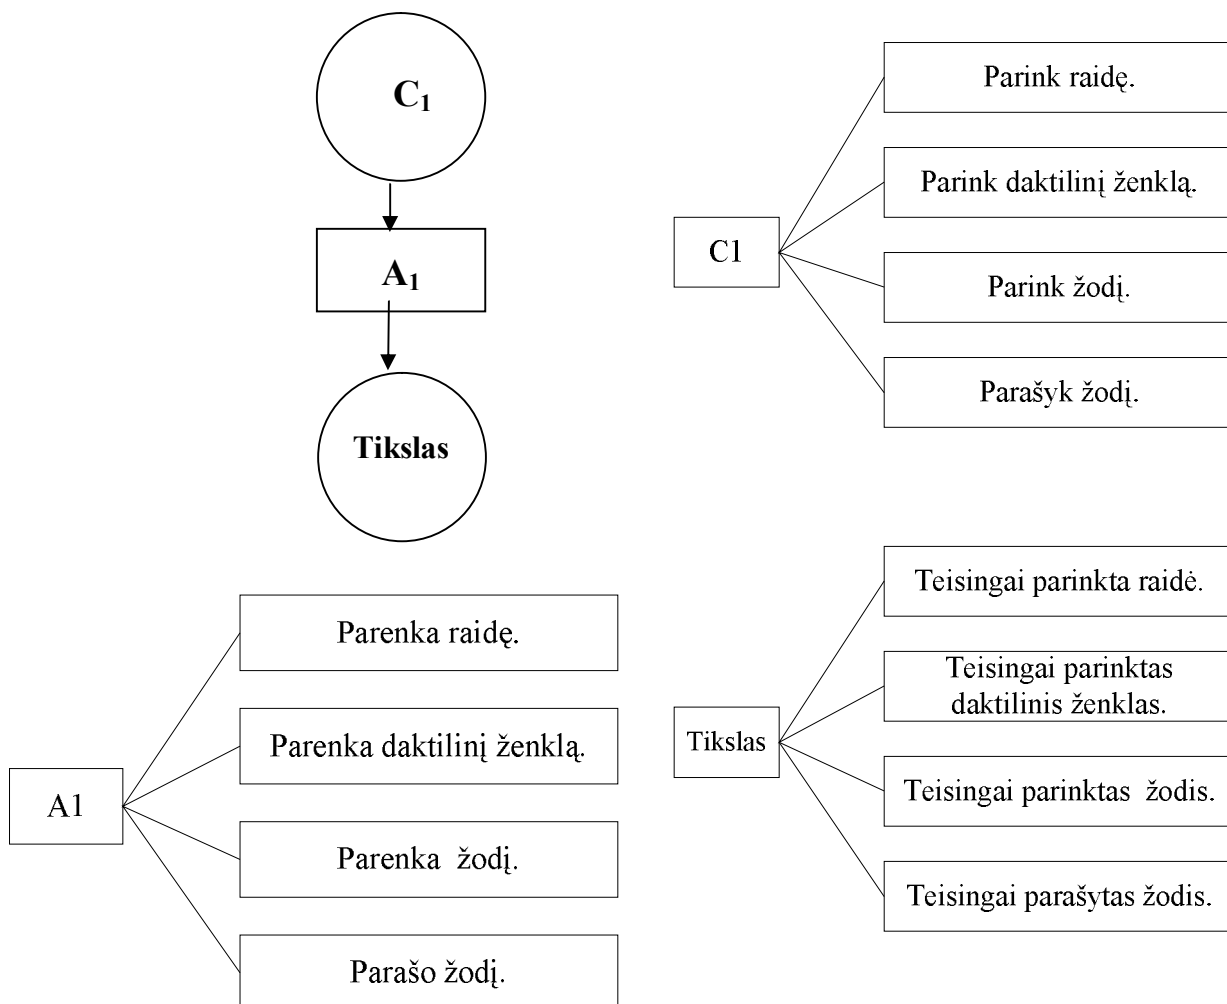 C₁
A₁
Tikslas
C1
Parink raidę.
Parink daktilinį ženklą.
Parink žodį.
Parašyk žodį.
A1
Parenka raidę.
Parenka daktilinį ženklą.
Parenka žodį.
Parašo žodį.
Tikslas
Teisingai parinkta raidė.
Teisingai parinktas
daktilinis ženklas.
Teisingai parinktas žodis.
Teisingai parašytas žodis.